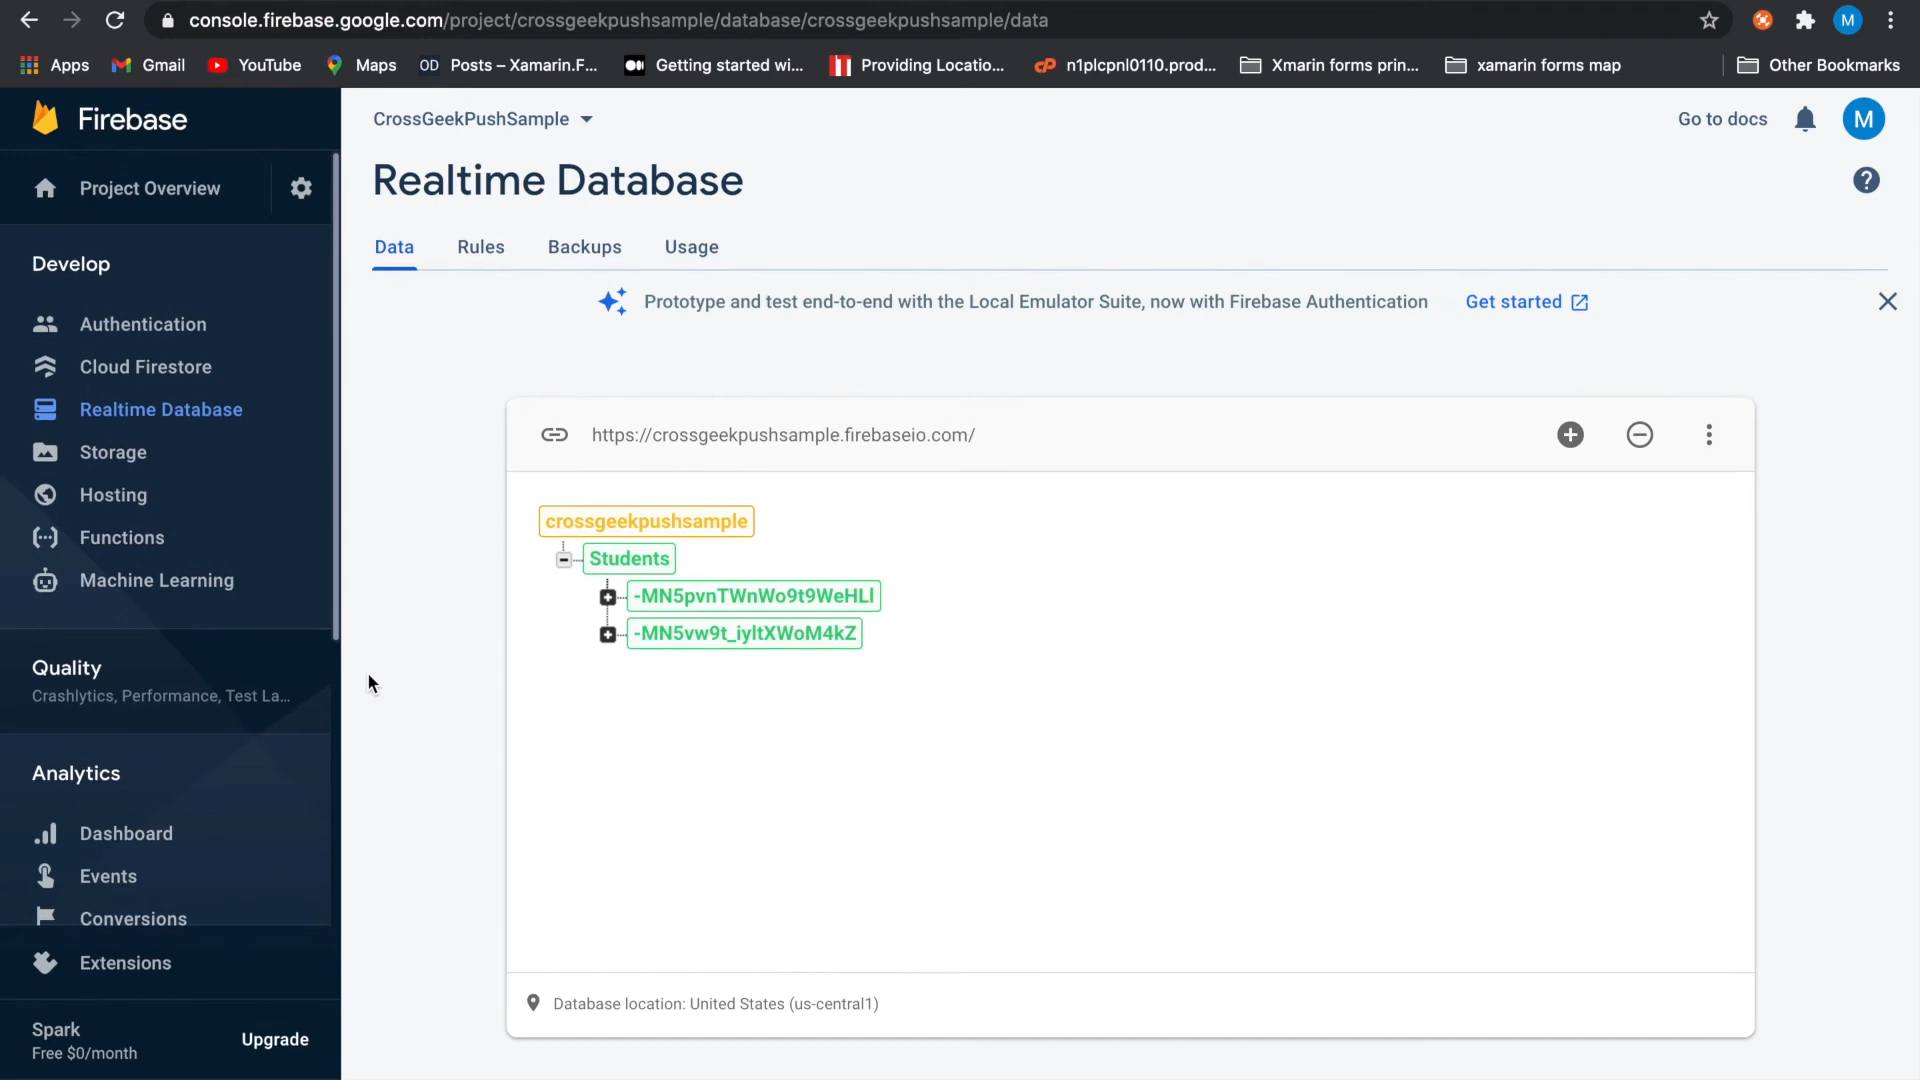 console.firebase.google.com/project/crossgeekpushsample/database/crossgeekpushsample/data
M
Apps
Gmail
YouTube
Maps
OD Posts – Xamarin.F...
Getting started wi...
Providing Locatio...
cP n1plcpnl0110.prod...
Xmarin forms prin...
xamarin forms map
Other Bookmarks
Firebase
CrossGeekPushSample
Go to docs
M
Project Overview
Realtime Database
?
Data
Rules
Backups
Usage
Develop
Prototype and test end-to-end with the Local Emulator Suite, now with Firebase Authentication
Get started
Authentication
Cloud Firestore
Realtime Database
Storage
Hosting
Functions
Machine Learning
https://crossgeekpushsample.firebaseio.com/
crossgeekpushsample
Students
-MN5pvnTWnWo9t9WeHLl
-MN5vw9t_iyltXWoM4kZ
Quality
Crashlytics, Performance, Test La...
Analytics
Dashboard
Events
Conversions
Extensions
Database location: United States (us-central1)
Spark
Free $0/month
Upgrade